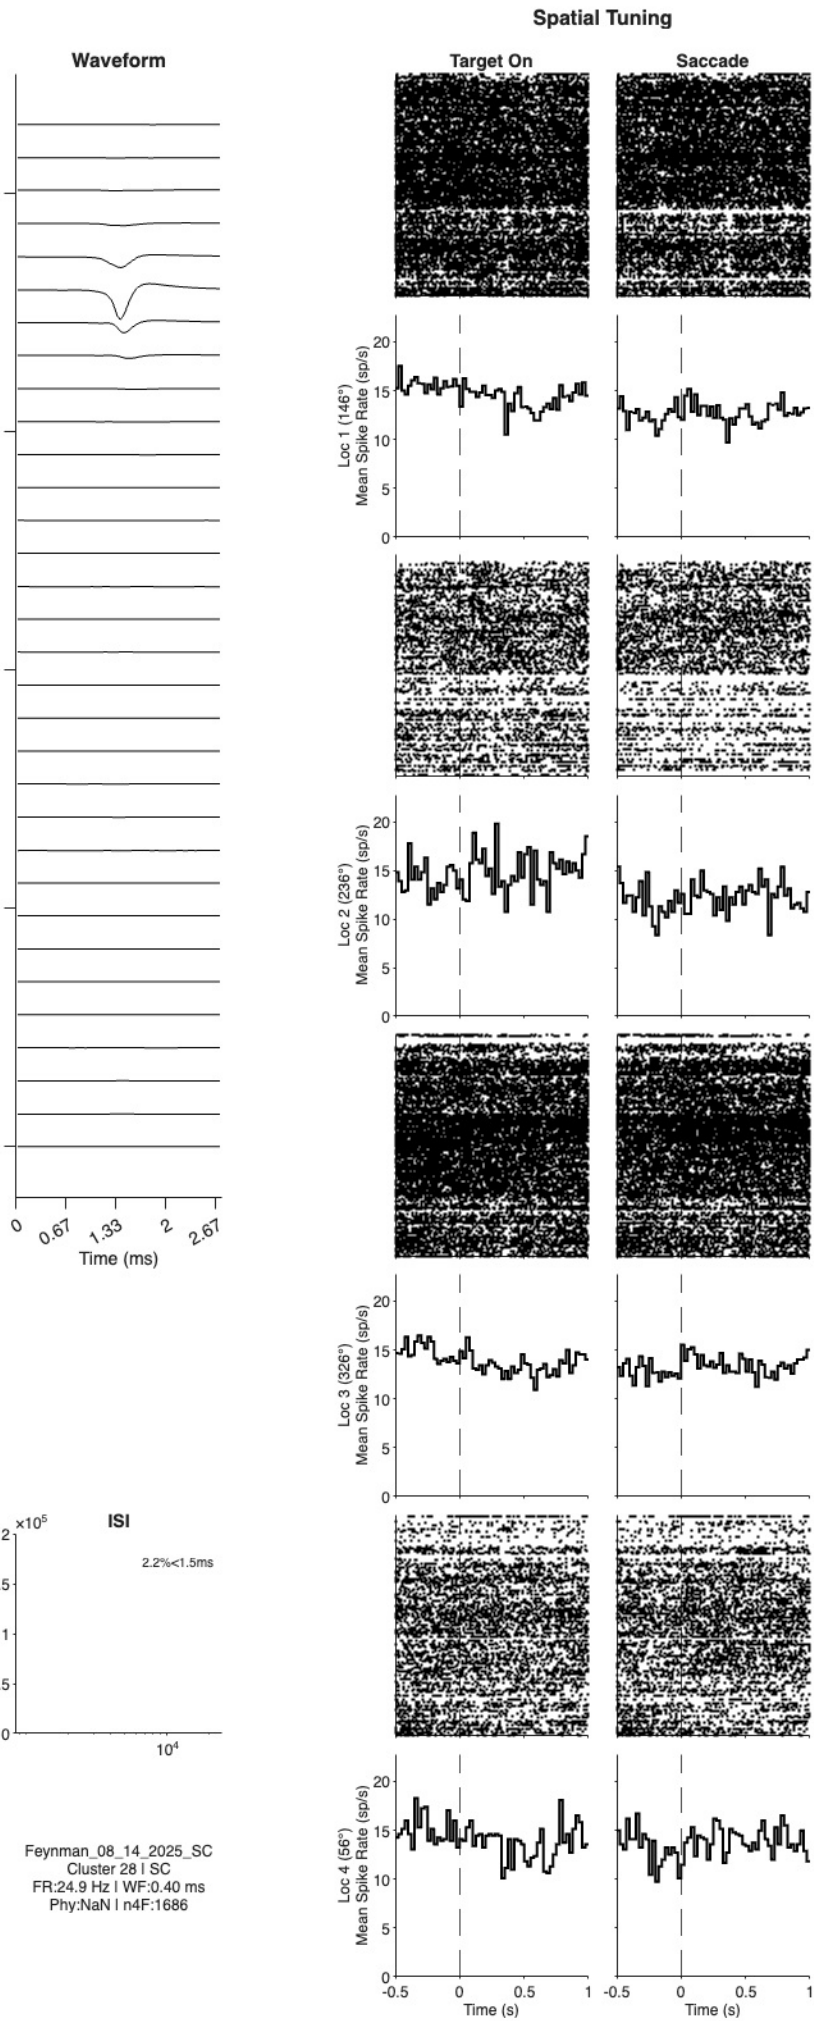 Spatial Tuning
Waveform
Target On
Saccade
0
0.67
1.33
2
2.67
Time (ms)
Loc 1 (146°)
Mean Spike Rate (sp/s)
20
15
10
5
0
Loc 2 (236°)
Mean Spike Rate (sp/s)
20
15
10
5
0
Loc 3 (326°)
Mean Spike Rate (sp/s)
20
15
10
5
0
×10⁵
ISI
2
.5
1
.5
0
2.2%<1.5ms
10⁴
Feynman_08_14_2025_SC
Cluster 28 | SC
FR:24.9 Hz | WF:0.40 ms
Phy:NaN | n4F:1686
Loc 4 (56°)
Mean Spike Rate (sp/s)
20
15
10
5
0
-0.5 0 0.5 1
-0.5 0 0.5 1
Time (s)
Time (s)